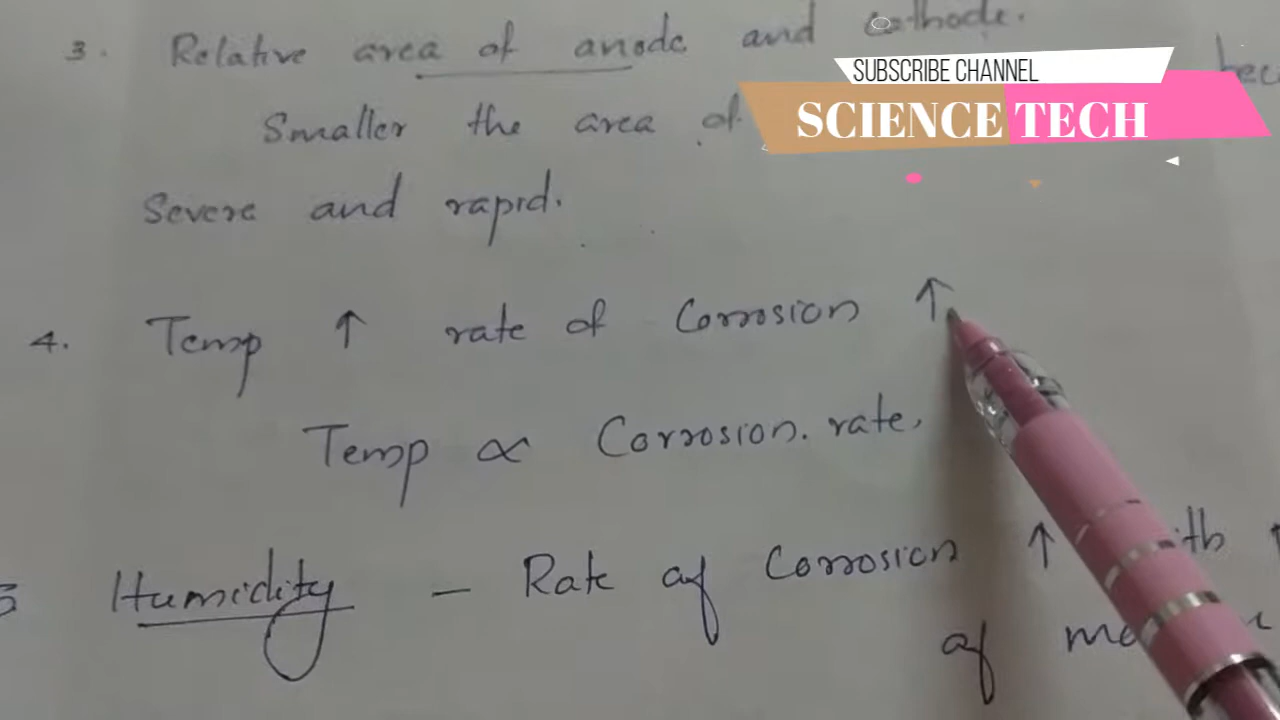 3. Relative area of anode and cathode.
SUBSCRIBE CHANNEL
SCIENCE TECH
Smaller the area of
Severe and rapid.
4. Temp ↑ rate of Corrosion ↑
Temp ∝ Corrosion. rate.
Humidity — Rate of Corrosion ↑
of